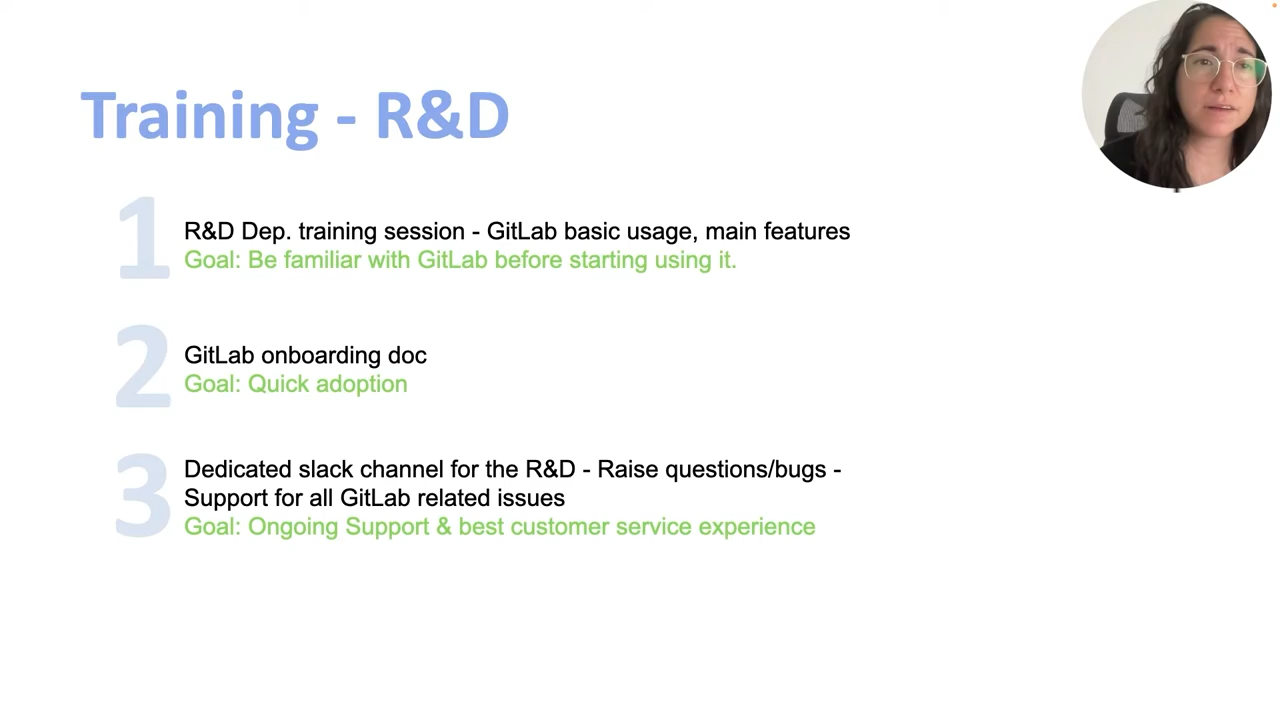 Training - R&D
1
R&D Dep. training session - GitLab basic usage, main features
Goal: Be familiar with GitLab before starting using it.
2
GitLab onboarding doc
Goal: Quick adoption
3
Dedicated slack channel for the R&D - Raise questions/bugs -
Support for all GitLab related issues
Goal: Ongoing Support & best customer service experience